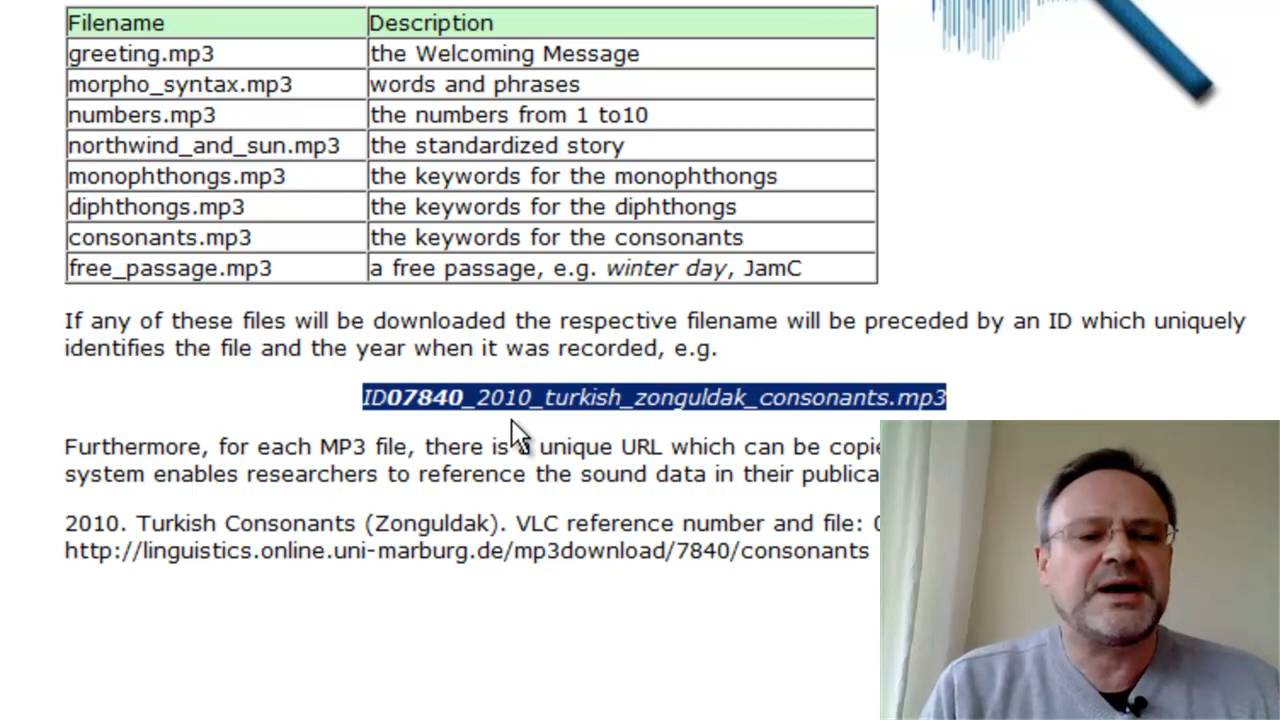 Filename Description
greeting.mp3 the Welcoming Message
morpho_syntax.mp3 words and phrases
numbers.mp3 the numbers from 1 to10
northwind_and_sun.mp3 the standardized story
monophthongs.mp3 the keywords for the monophthongs
diphthongs.mp3 the keywords for the diphthongs
consonants.mp3 the keywords for the consonants
free_passage.mp3 a free passage, e.g. winter day, JamC
If any of these files will be downloaded the respective filename will be preceded by an ID which uniquely
identifies the file and the year when it was recorded, e.g.
ID07840_2010_turkish_zonguldak_consonants.mp3
Furthermore, for each MP3 file, there is unique URL which can be
system enables researchers to reference the sound data in their
2010. Turkish Consonants (Zonguldak). VLC reference number and file:
http://linguistics.online.uni-marburg.de/mp3download/7840/consonants